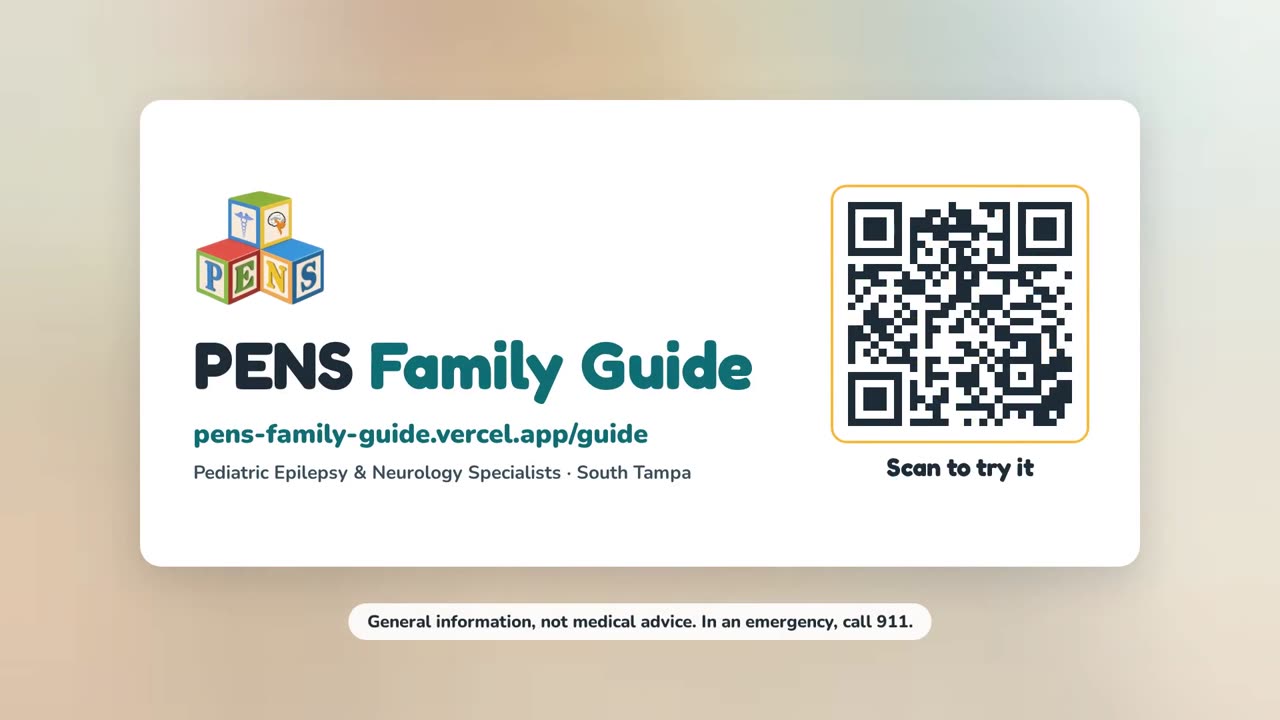 PENS
PENS Family Guide
pens-family-guide.vercel.app/guide
Pediatric Epilepsy & Neurology Specialists · South Tampa
Scan to try it
General information, not medical advice. In an emergency, call 911.